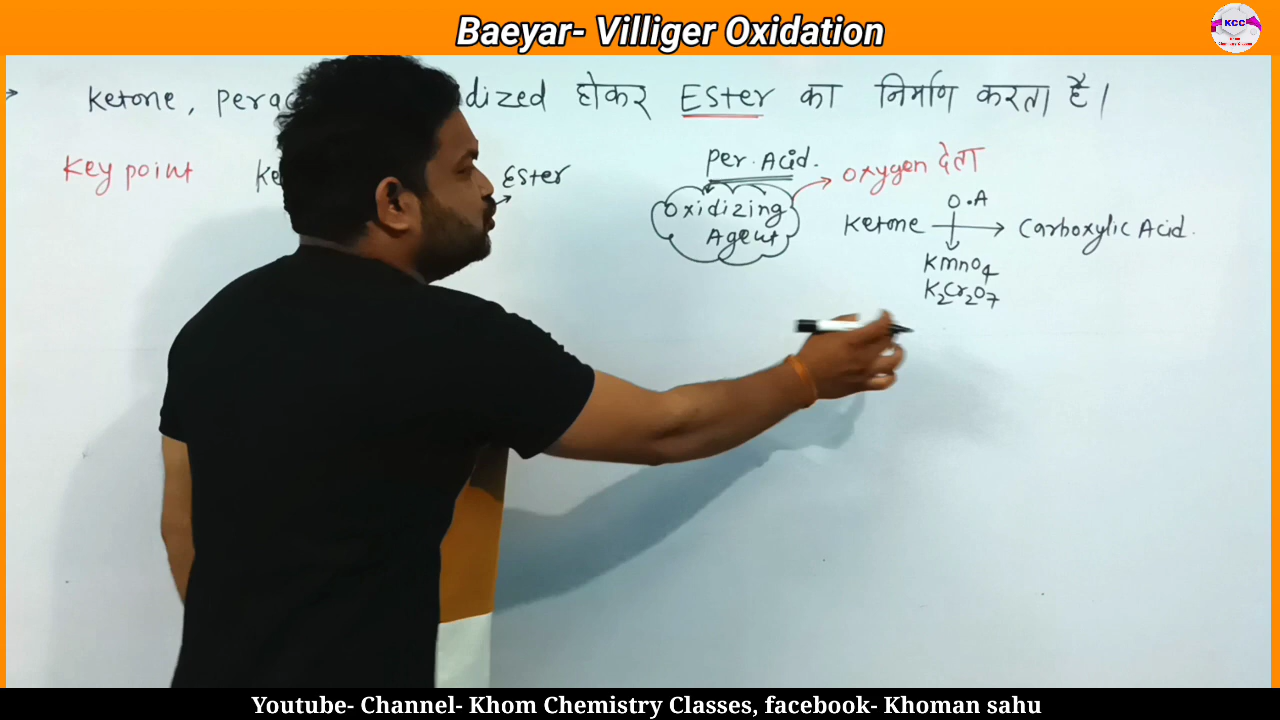 Baeyar- Villiger Oxidation
KCC
Ketone, perac dized होकर ESter का निर्माण करता है।
Key point Ke ESter
Per. Acid.
Oxygen देता
Oxidizing
Agent
O.A
Ketone Carboxylic Acid.
KmnO4
K2Cr2O7
Youtube- Channel- Khom Chemistry Classes, facebook- Khoman sahu